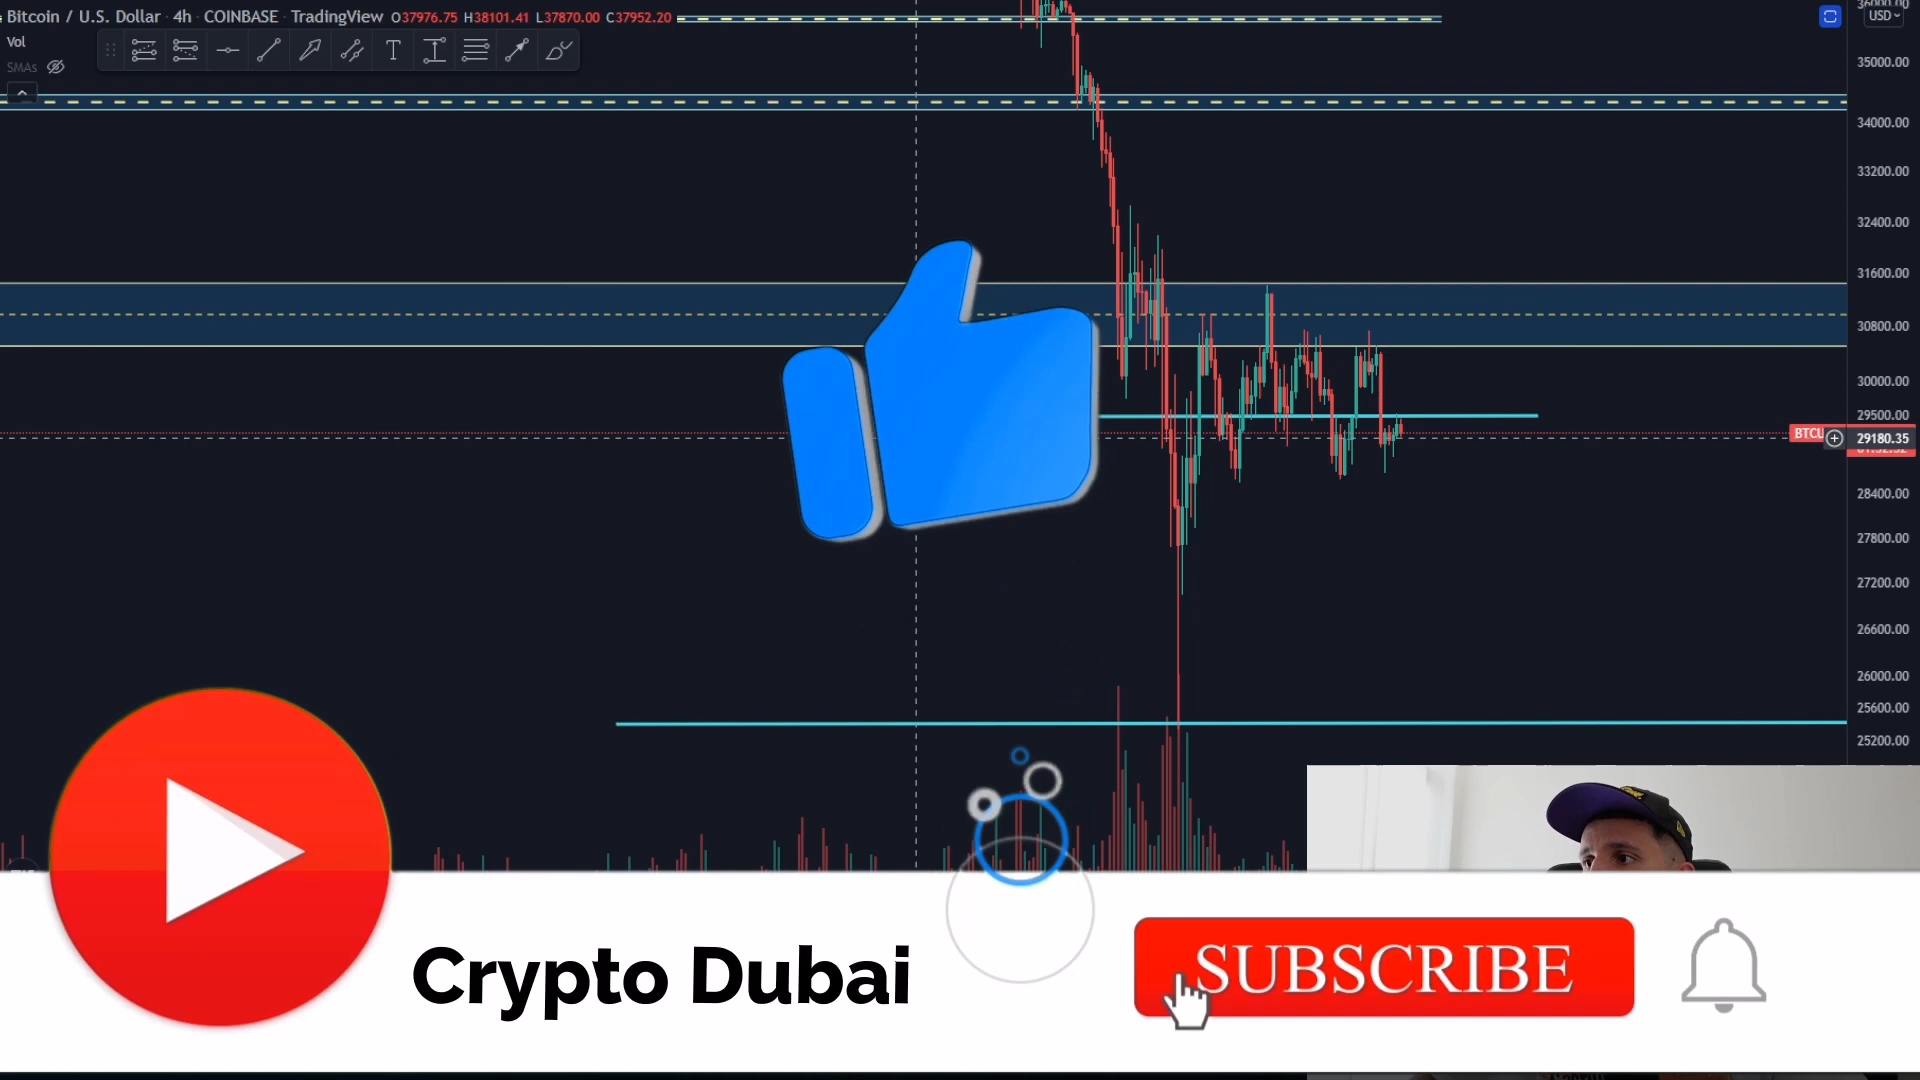 Bitcoin / U.S. Dollar · 4h · COINBASE · TradingView O37976.75 H38101.41 L37870.00 C37952.20
USD
Vol
SMAs
T
36000.00
35000.00
34000.00
33200.00
32400.00
31600.00
30800.00
30000.00
29500.00
BTCU
29180.35
28400.00
27800.00
27200.00
26600.00
26000.00
25600.00
25200.00
Crypto Dubai
SUBSCRIBE